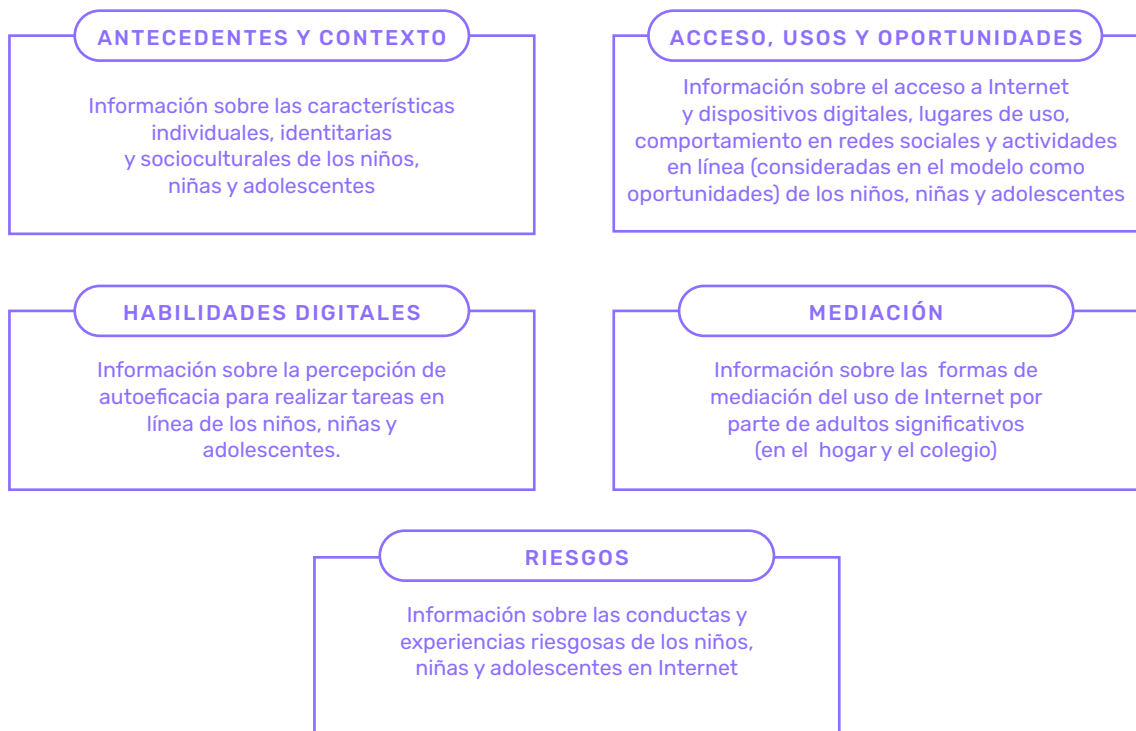 ANTECEDENTES Y CONTEXTO
Información sobre las características
individuales, identitarias
y socioculturales de los niños,
niñas y adolescentes
ACCESO, USOS Y OPORTUNIDADES
Información sobre el acceso a Internet
y dispositivos digitales, lugares de uso,
comportamiento en redes sociales y actividades
en línea (consideradas en el modelo como
oportunidades) de los niños, niñas y adolescentes
HABILIDADES DIGITALES
Información sobre la percepción de
autoeficacia para realizar tareas en
línea de los niños, niñas y
adolescentes.
MEDIACIÓN
Información sobre las formas de
mediación del uso de Internet por
parte de adultos significativos
(en el hogar y el colegio)
RIESGOS
Información sobre las conductas y
experiencias riesgosas de los niños,
niñas y adolescentes en Internet